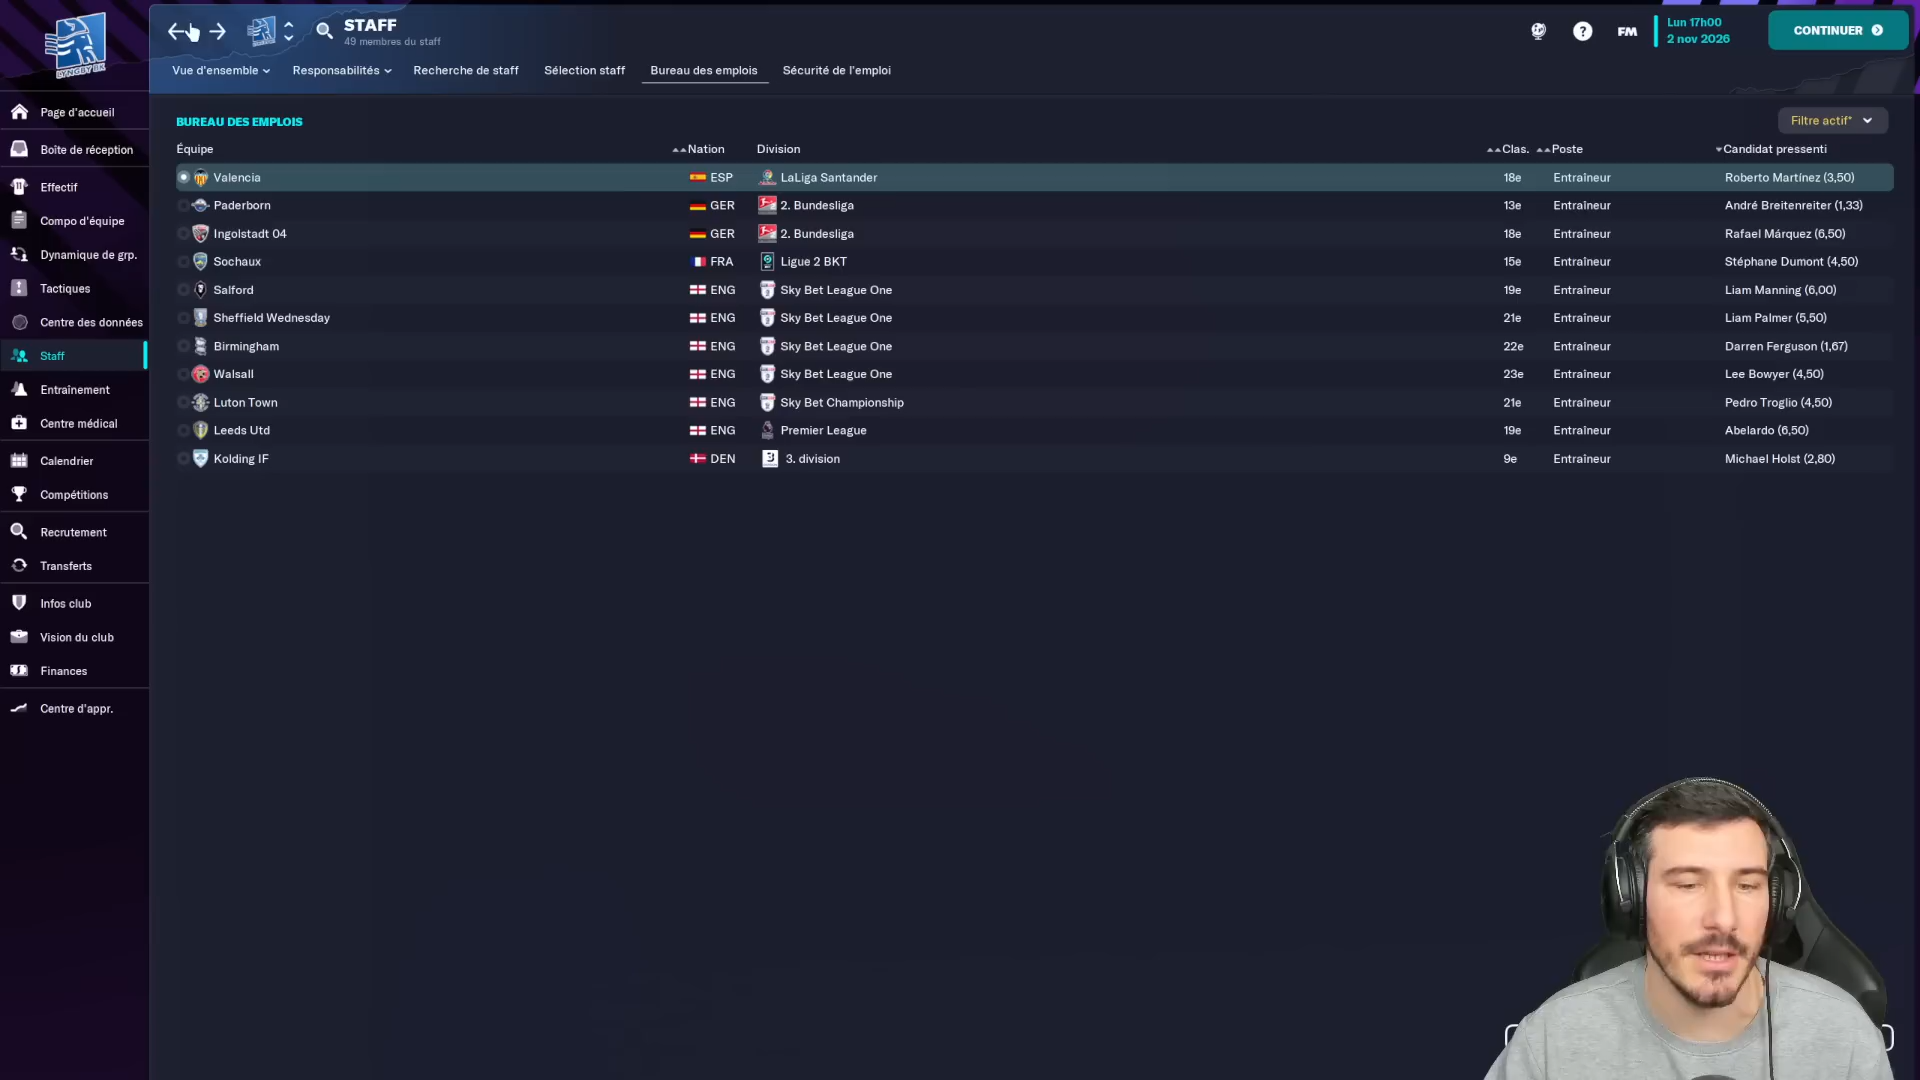 LYNGBY BK
STAFF
49 membres du staff
FM
Lun 17h00
2 nov 2026
CONTINUER
Vue d'ensemble
Responsabilités
Recherche de staff
Sélection staff
Bureau des emplois
Sécurité de l'emploi
Page d'accueil
Boîte de réception
Effectif
Compo d'équipe
Dynamique de grp.
Tactiques
Centre des données
Staff
Entraînement
Centre médical
Calendrier
Compétitions
Recrutement
Transferts
Infos club
Vision du club
Finances
Centre d'appr.
BUREAU DES EMPLOIS
Filtre actif*
Équipe Nation Division Clas. Poste Candidat pressenti
Valencia ESP LaLiga Santander 18e Entraîneur Roberto Martínez (3,50)
Paderborn GER 2. Bundesliga 13e Entraîneur André Breitenreiter (1,33)
Ingolstadt 04 GER 2. Bundesliga 18e Entraîneur Rafael Márquez (6,50)
Sochaux FRA Ligue 2 BKT 15e Entraîneur Stéphane Dumont (4,50)
Salford ENG Sky Bet League One 19e Entraîneur Liam Manning (6,00)
Sheffield Wednesday ENG Sky Bet League One 21e Entraîneur Liam Palmer (5,50)
Birmingham ENG Sky Bet League One 22e Entraîneur Darren Ferguson (1,67)
Walsall ENG Sky Bet League One 23e Entraîneur Lee Bowyer (4,50)
Luton Town ENG Sky Bet Championship 21e Entraîneur Pedro Troglio (4,50)
Leeds Utd ENG Premier League 19e Entraîneur Abelardo (6,50)
Kolding IF DEN 3. division 9e Entraîneur Michael Holst (2,80)